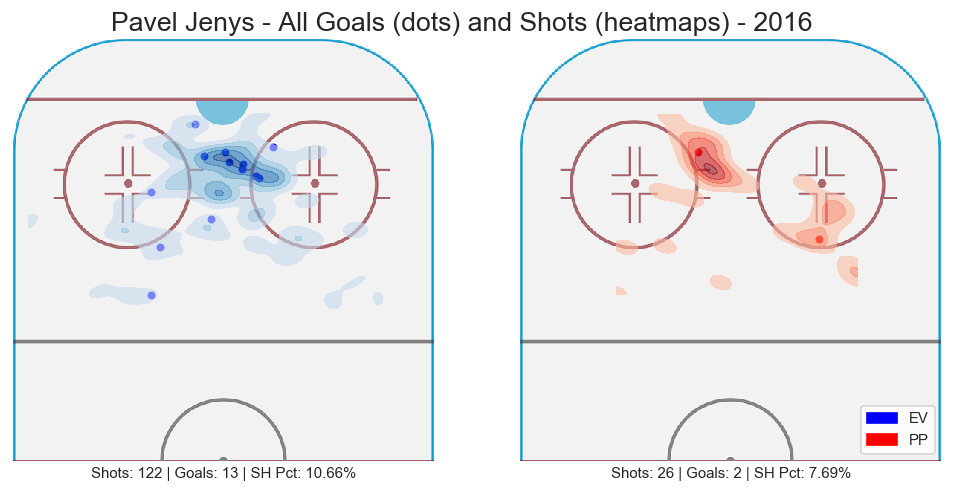 Pavel Jenys - All Goals (dots) and Shots (heatmaps) - 2016
EV
PP
Shots: 122 | Goals: 13 | SH Pct: 10.66%
Shots: 26 | Goals: 2 | SH Pct: 7.69%